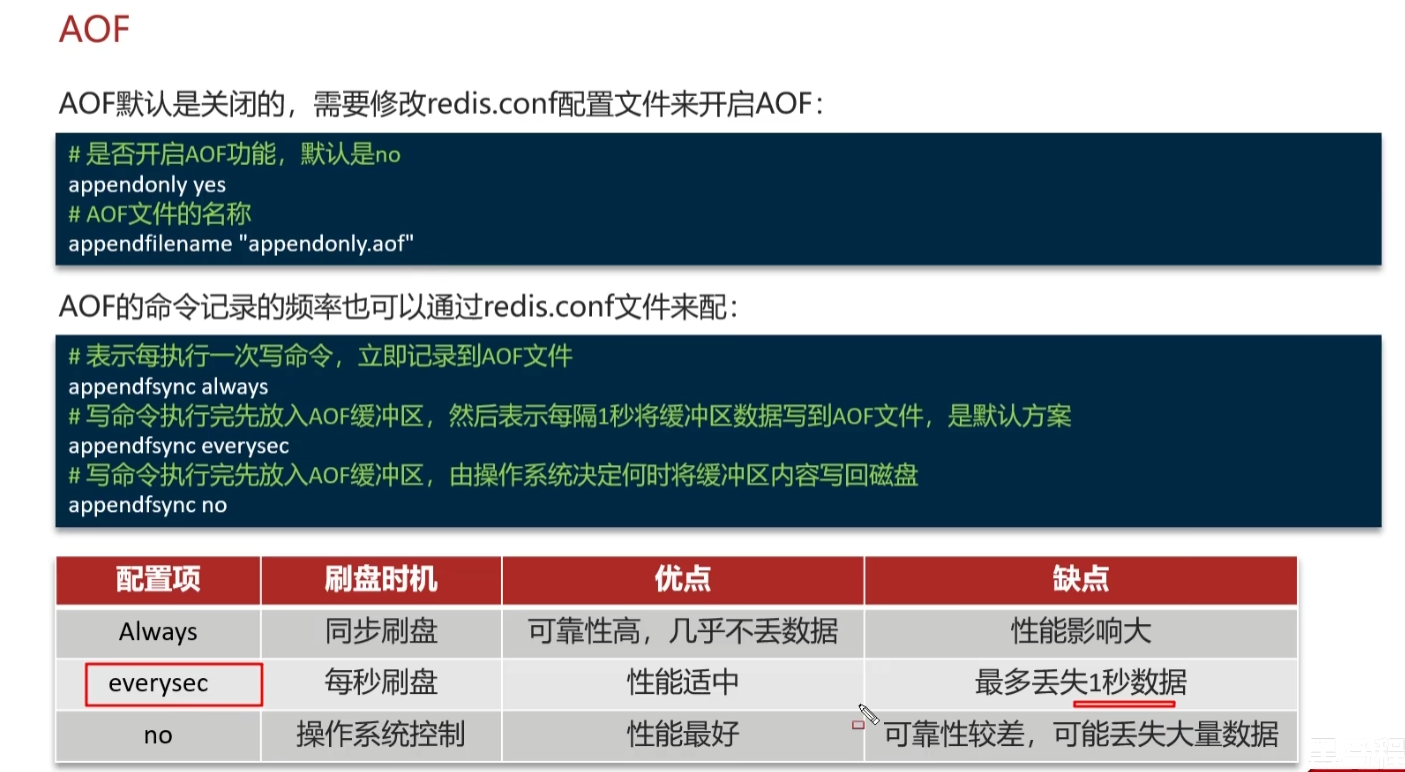 AOF
AOF默认是关闭的，需要修改redis.conf配置文件来开启AOF：
# 是否开启AOF功能，默认是no
appendonly yes
# AOF文件的名称
appendfilename "appendonly.aof"
AOF的命令记录的频率也可以通过redis.conf文件来配：
# 表示每执行一次写命令，立即记录到AOF文件
appendfsync always
# 写命令执行完先放入AOF缓冲区，然后表示每隔1秒将缓冲区数据写到AOF文件，是默认方案
appendfsync everysec
# 写命令执行完先放入AOF缓冲区，由操作系统决定何时将缓冲区内容写回磁盘
appendfsync no
配置项 刷盘时机 优点 缺点
Always 同步刷盘 可靠性高，几乎不丢数据 性能影响大
everysec 每秒刷盘 性能适中 最多丢失1秒数据
no 操作系统控制 性能最好 可靠性较差，可能丢失大量数据